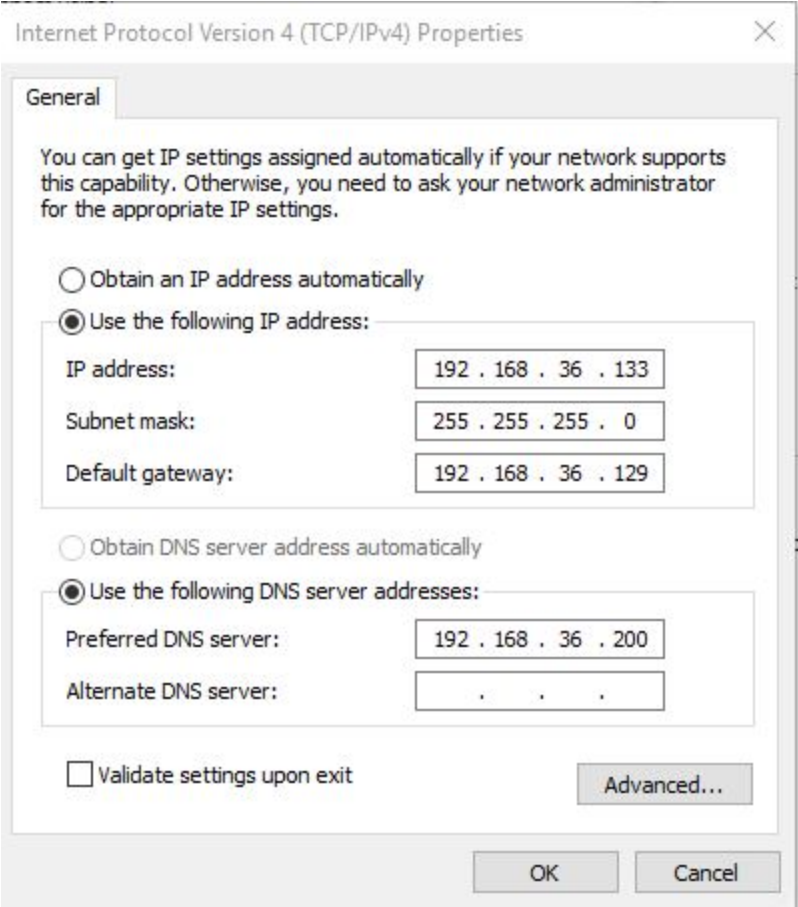 Internet Protocol Version 4 (TCP/IPv4) Properties
General
You can get IP settings assigned automatically if your network supports
this capability. Otherwise, you need to ask your network administrator
for the appropriate IP settings.
Obtain an IP address automatically
Use the following IP address:
IP address: 192 . 168 . 36 . 133
Subnet mask: 255 . 255 . 255 . 0
Default gateway: 192 . 168 . 36 . 129
Obtain DNS server address automatically
Use the following DNS server addresses:
Preferred DNS server: 192 . 168 . 36 . 200
Alternate DNS server: . . .
Validate settings upon exit
Advanced...
OK Cancel